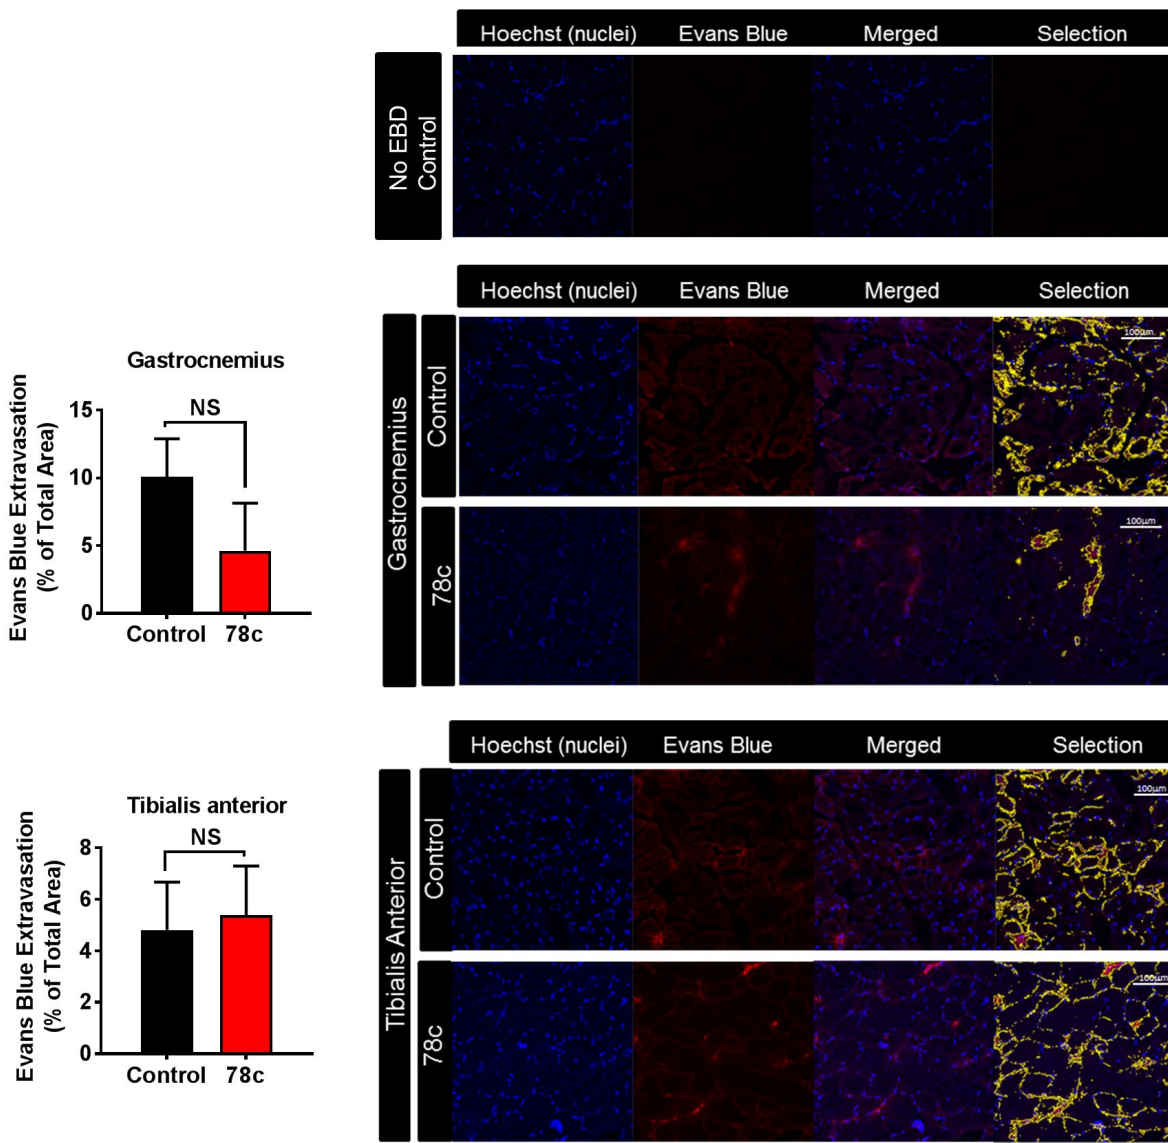 Hoechst (nuclei) Evans Blue Merged Selection
No EBD
Control
Hoechst (nuclei) Evans Blue Merged Selection
Gastrocnemius
Control
100µm
78c
100µm
Gastrocnemius
Evans Blue Extravasation
(% of Total Area)
15
10
5
0
NS
Control 78c
Hoechst (nuclei) Evans Blue Merged Selection
Tibialis Anterior
Control
100µm
78c
100µm
Tibialis anterior
Evans Blue Extravasation
(% of Total Area)
8
6
4
2
0
NS
Control 78c